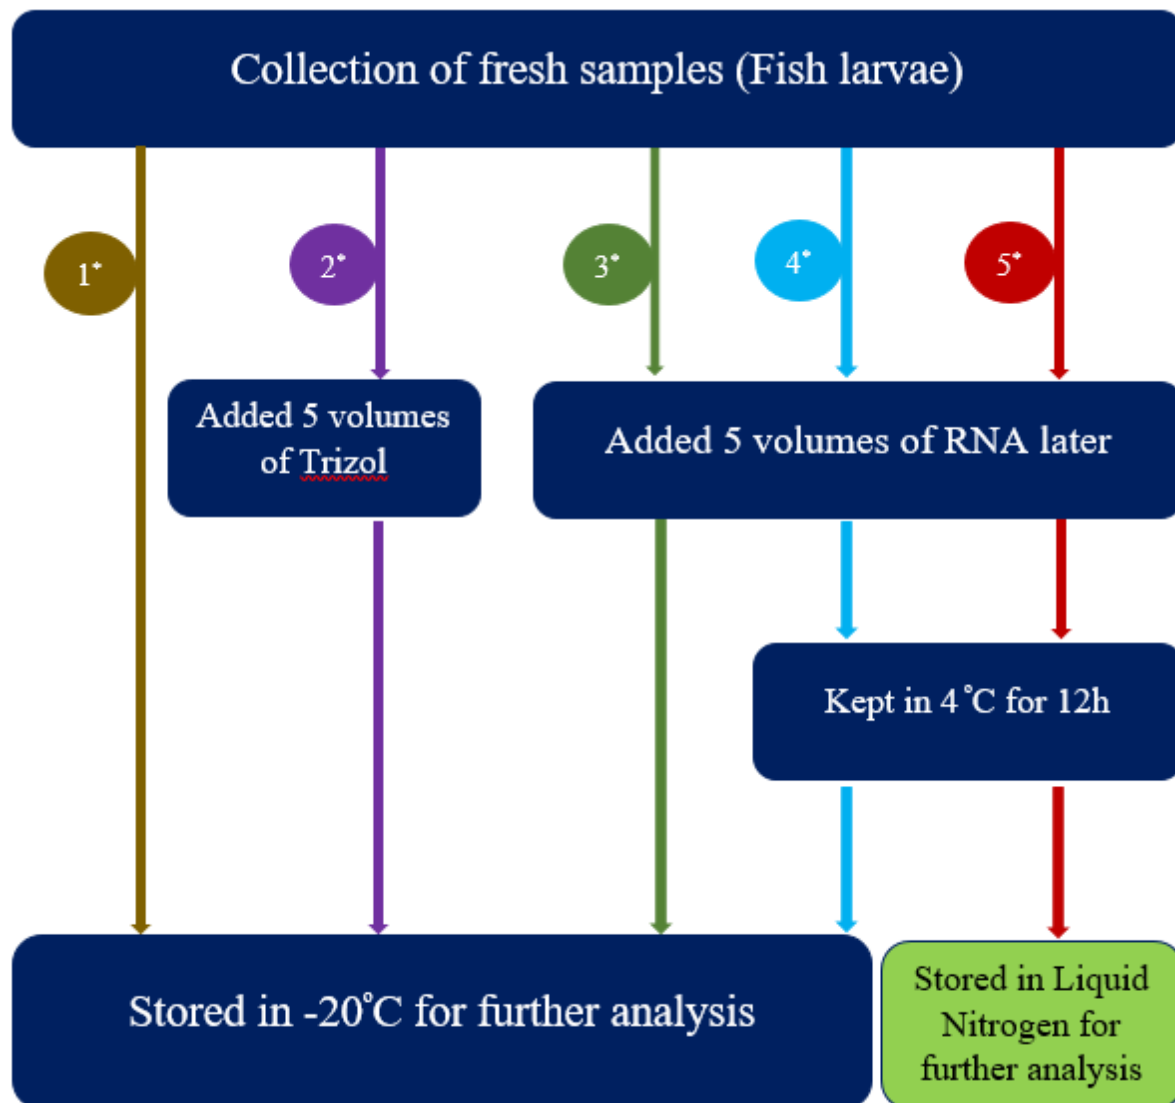 Collection of fresh samples (Fish larvae)
1*
2*
3*
4*
5*
Added 5 volumes
of Trizol
Added 5 volumes of RNA later
Kept in 4°C for 12h
Stored in -20°C for further analysis
Stored in Liquid
Nitrogen for
further analysis